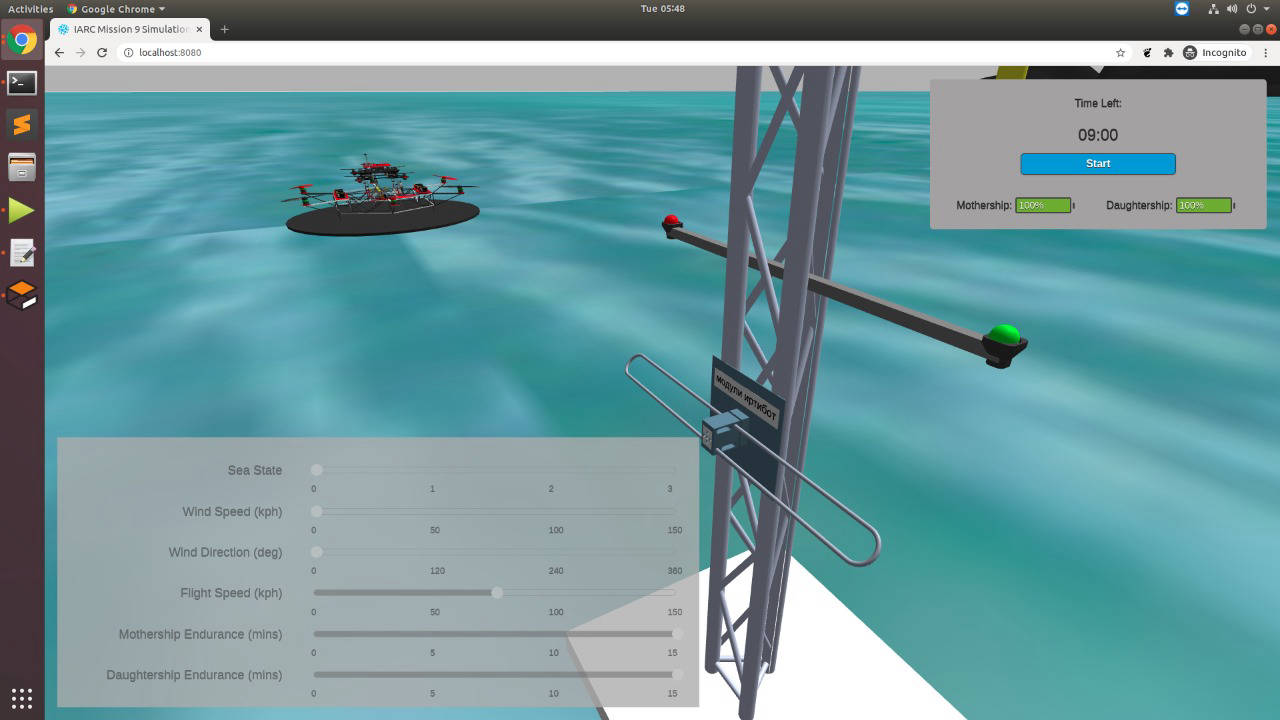 Activities
Google Chrome
Tue 05:48
IARC Mission 9 Simulation
localhost:8080
Incognito
Time Left:
09:00
Start
Mothership: 100%
Daughtership: 100%
модули иртибот
Sea State
0 1 2 3
Wind Speed (kph)
0 50 100 150
Wind Direction (deg)
0 120 240 360
Flight Speed (kph)
0 50 100 150
Mothership Endurance (mins)
0 5 10 15
Daughtership Endurance (mins)
0 5 10 15